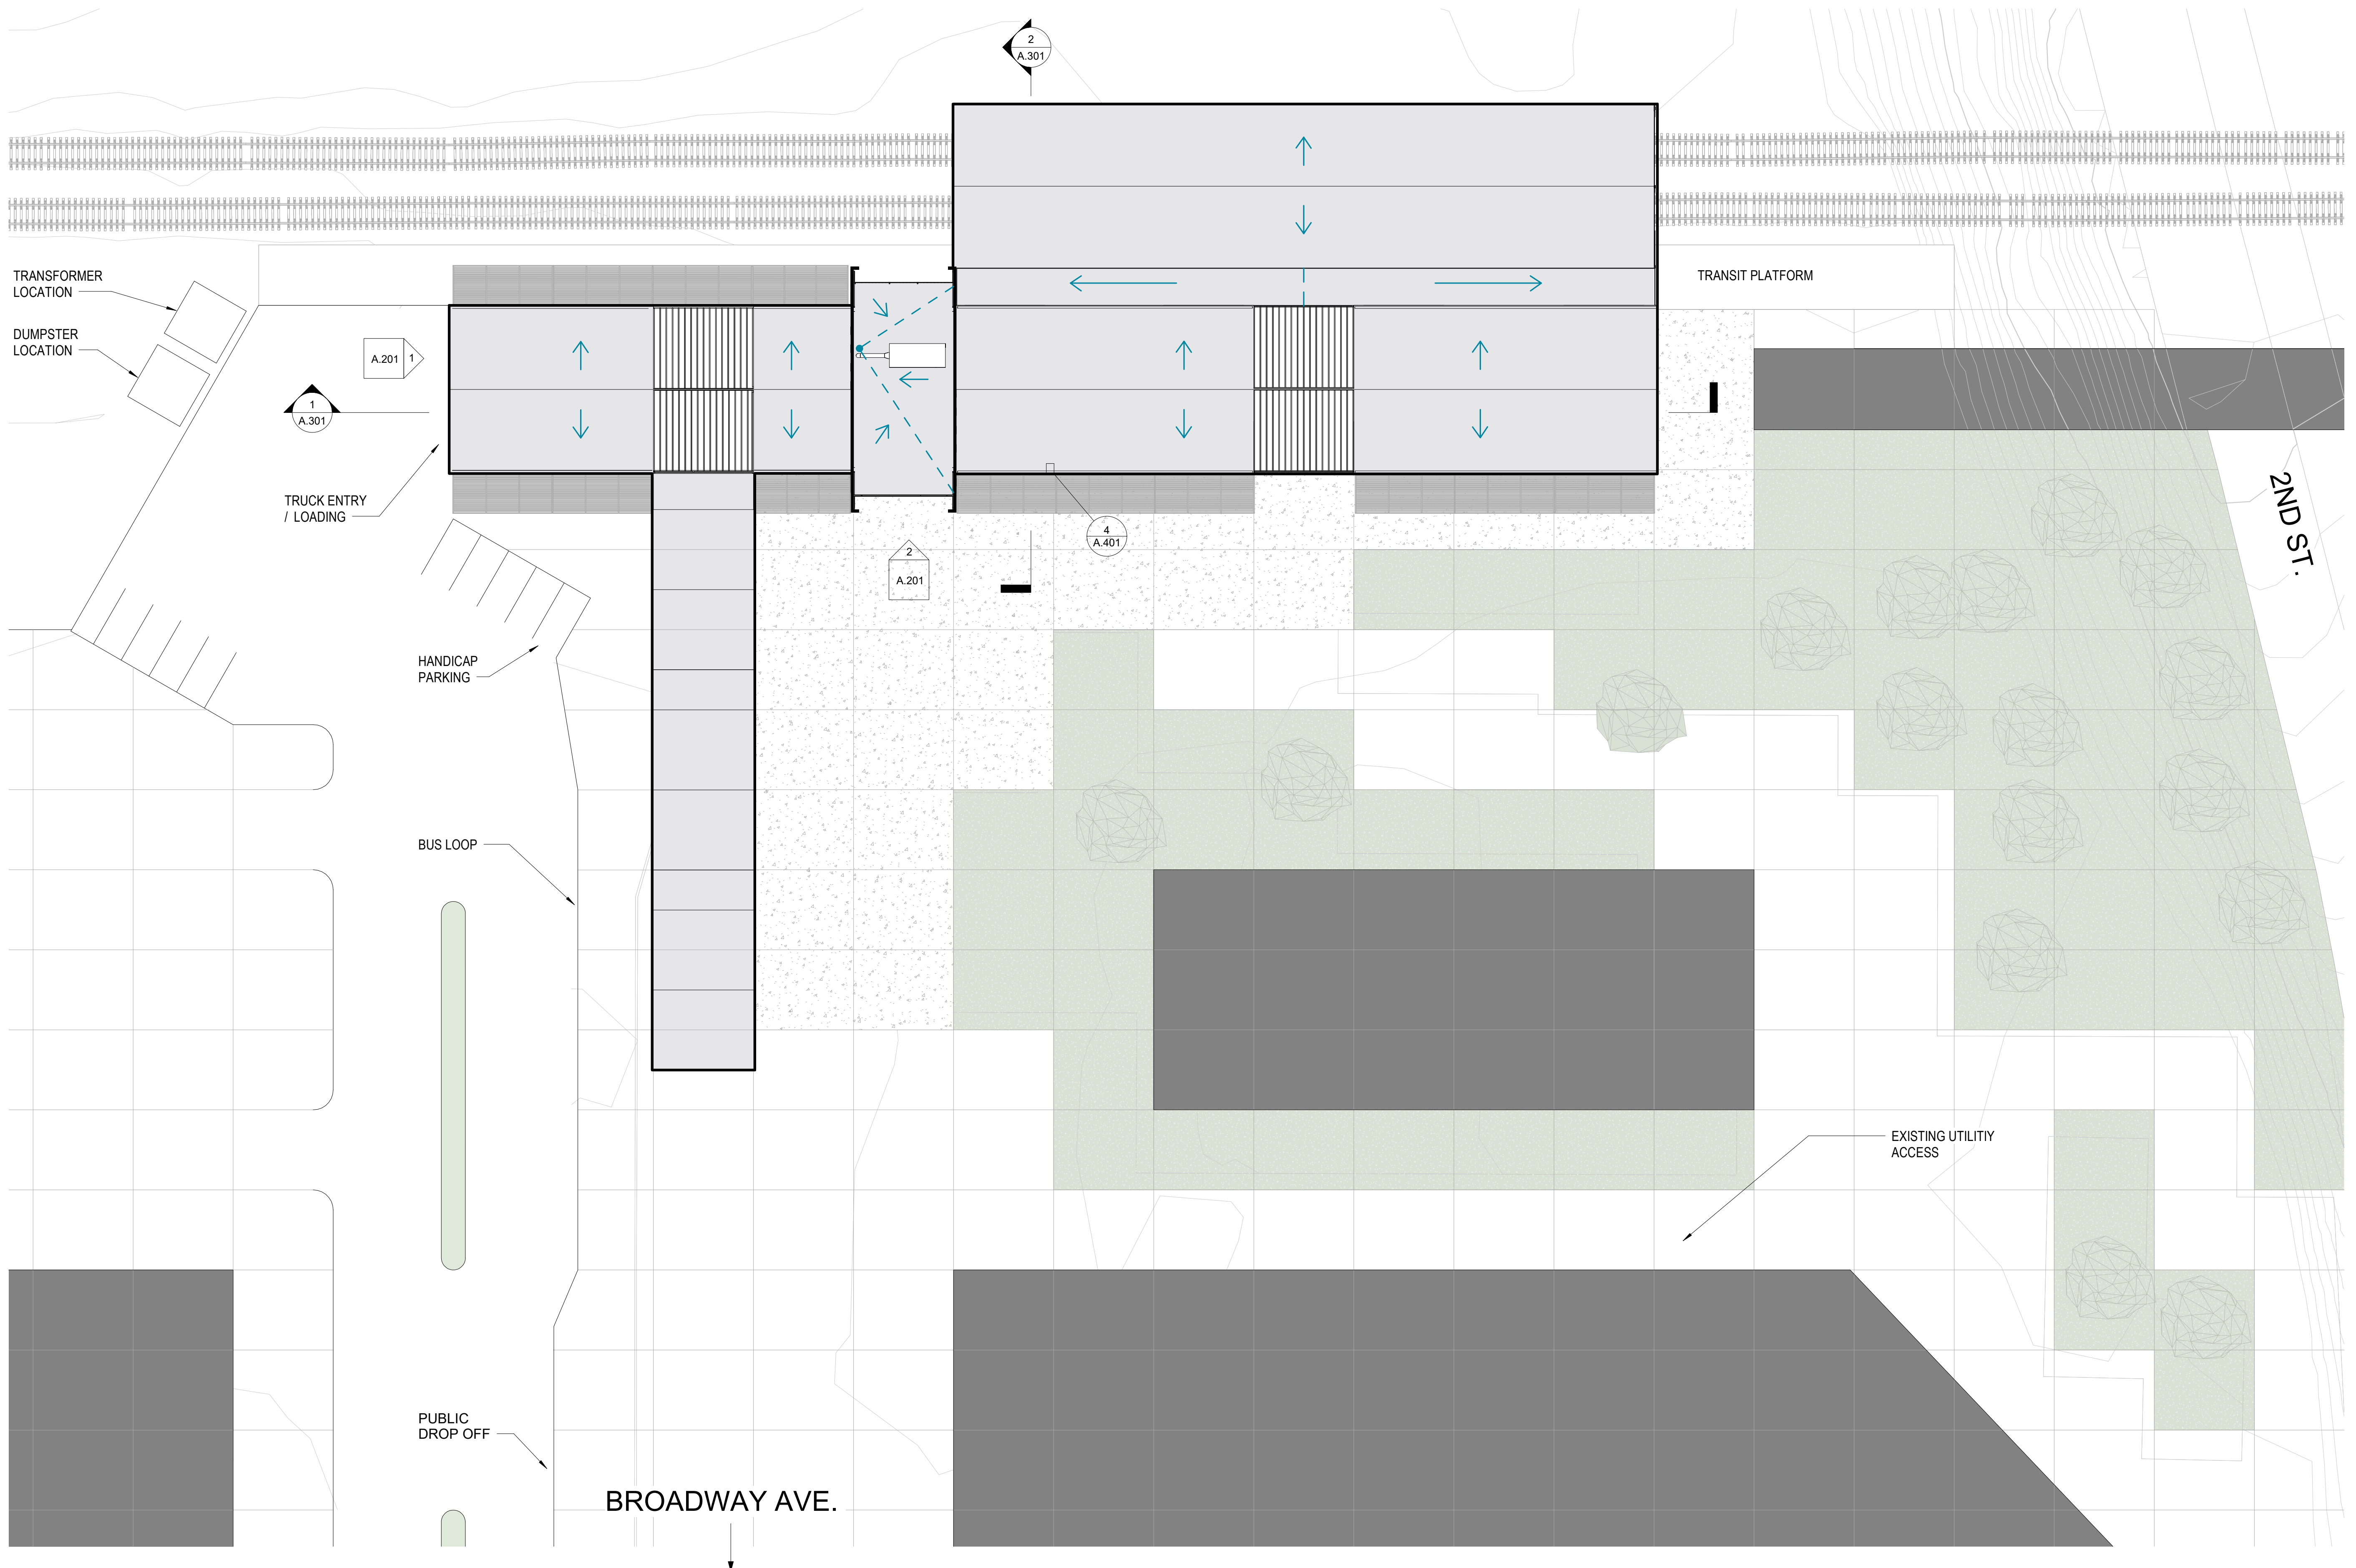 2
A.301
TRANSFORMER
LOCATION
TRANSIT PLATFORM
DUMPSTER
LOCATION
A.201
1
1
A.301
TRUCK ENTRY
/ LOADING
2ND ST.
4
A.401
2
A.201
HANDICAP
PARKING
BUS LOOP
EXISTING UTILITIY
ACCESS
PUBLIC
DROP OFF
BROADWAY AVE.